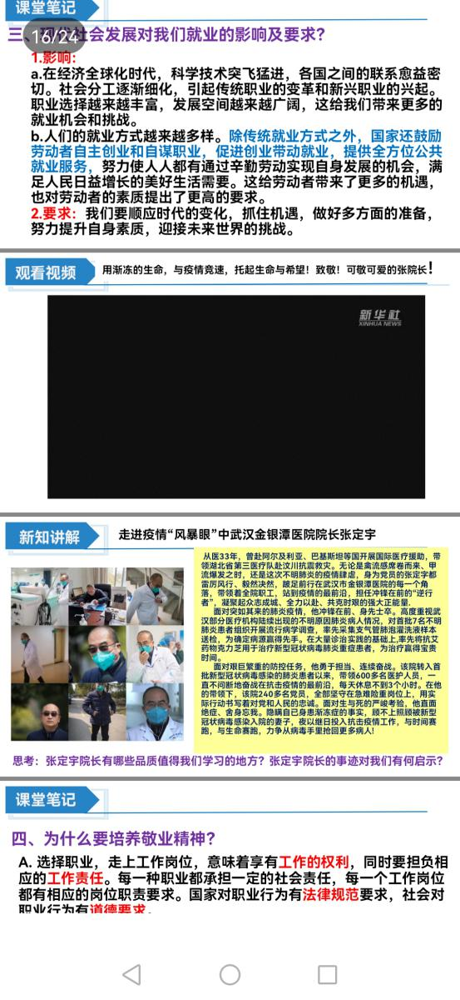 课堂笔记
三、现代社会发展对我们就业的影响及要求？
16/24
1.影响:
a.在经济全球化时代，科学技术突飞猛进，各国之间的联系愈益密
切。社会分工逐渐细化，引起传统职业的变革和新兴职业的兴起。
职业选择越来越丰富，发展空间越来越广阔，这给我们带来更多的
就业机会和挑战。
b.人们的就业方式越来越多样。除传统就业方式之外，国家还鼓励
劳动者自主创业和自谋职业，促进创业带动就业，提供全方位公共
就业服务，努力使人人都有通过辛勤劳动实现自身发展的机会，满
足人民日益增长的美好生活需要。这给劳动者带来了更多的机遇，
也对劳动者的素质提出了更高的要求。
2.要求：我们要顺应时代的变化，抓住机遇，做好多方面的准备，
努力提升自身素质，迎接未来世界的挑战。
观看视频
用渐冻的生命，与疫情竞速，托起生命与希望！致敬！可敬可爱的张院长！
新华社
XINHUA NEWS
新知讲解
走进疫情“风暴眼”中武汉金银潭医院院长张定宇
从医33年，曾赴阿尔及利亚、巴基斯坦等国开展国际医疗援助，带
领湖北省第三医疗队赴汶川抗震救灾。无论是禽流感席卷而来、甲
流爆发之时，还是这次不明肺炎的疫情肆虐，身为党员的张定宇都
雷厉风行、毅然决然，跋足前行在武汉市金银潭医院的每一个角
落，带领着全院职工，站到疫情的最前沿，担任冲锋在前的“逆行
者”，凝聚起众志成城、全力以赴、共克时艰的强大正能量.
面对突如其来的肺炎疫情，他冲锋在前、身先士卒。高度重视武
汉部分医疗机构陆续出现的不明原因肺炎病人情况，对首批7名不明
肺炎患者组织开展流行病学调查，率先采集支气管肺泡灌洗液样本
送检，为确定病源赢得先手。在大量诊治实践的基础上,率先将抗艾
药物克力芝用于治疗新型冠状病毒肺炎重症患者，为治疗赢得宝贵
时间。
面对艰巨繁重的防控任务，他勇于担当、连续奋战。该院转入首
批新型冠状病毒感染的肺炎患者以来，带领600多名医护人员，一
直不间断地奋战在抗击疫情的最前沿，每天休息不到3个小时。在他
的带领下，该院240多名党员，全部坚守在急难险重岗位上，用实
际行动书写着对党和人民的忠诚。面对生与死的严峻考验，他直面
绝症、舍身忘我。隐瞒自己身患渐冻症的事实，顾不上照顾被新型
冠状病毒感染入院的妻子，夜以继日投入抗击疫情工作，与时间赛
跑，与生命赛跑，力争从病毒手里抢回更多病人!
思考：张定宇院长有哪些品质值得我们学习的地方？张定宇院长的事迹对我们有何启示?
课堂笔记
四、为什么要培养敬业精神？
A. 选择职业，走上工作岗位，意味着享有工作的权利，同时要担负相
应的工作责任。每一种职业都承担一定的社会责任，每一个工作岗位
都有相应的岗位职责要求。国家对职业行为有法律规范要求，社会对
职业行为有道德要求。